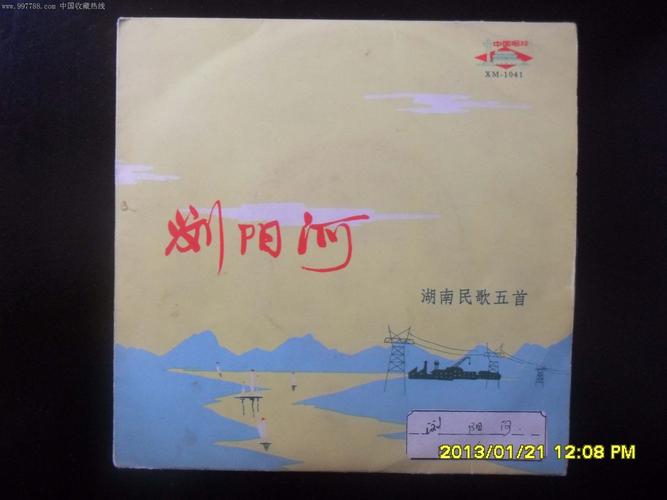 www.997788.com 中国收藏热线
中国唱片
XM-1041
浏阳河
湖南民歌五首
浏 阳 河
2013/01/21 12:08 PM